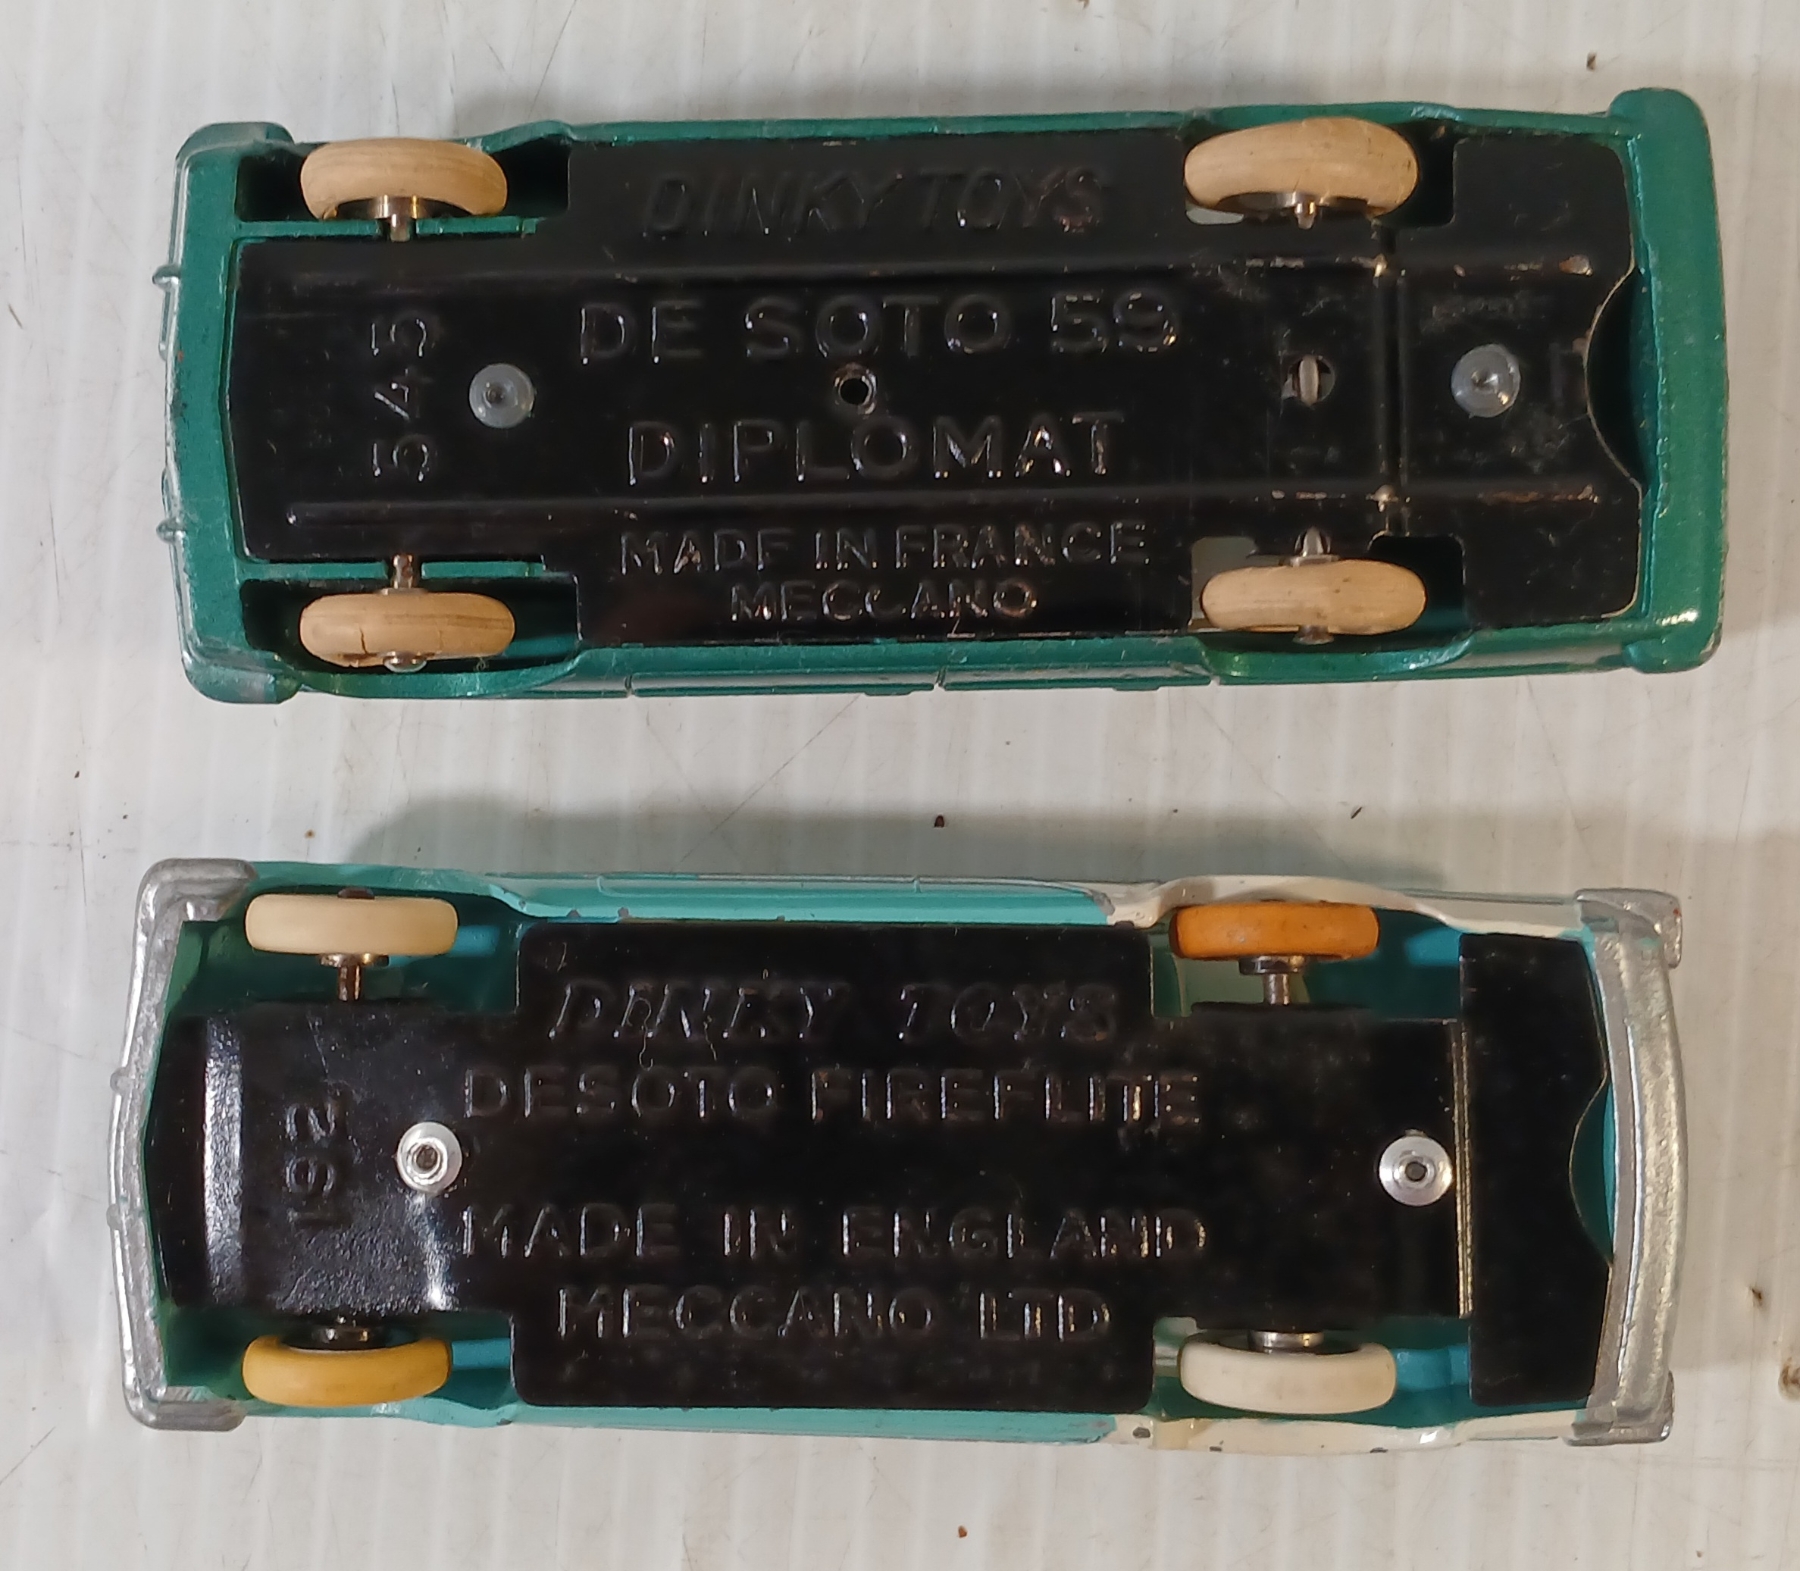 DINKY TOYS
DE SOTO 59
545
DIPLOMAT
MADE IN FRANCE
MECCANO
DINKY TOYS
DESOTO FIREFLITE
192
MADE IN ENGLAND
MECCANO LTD